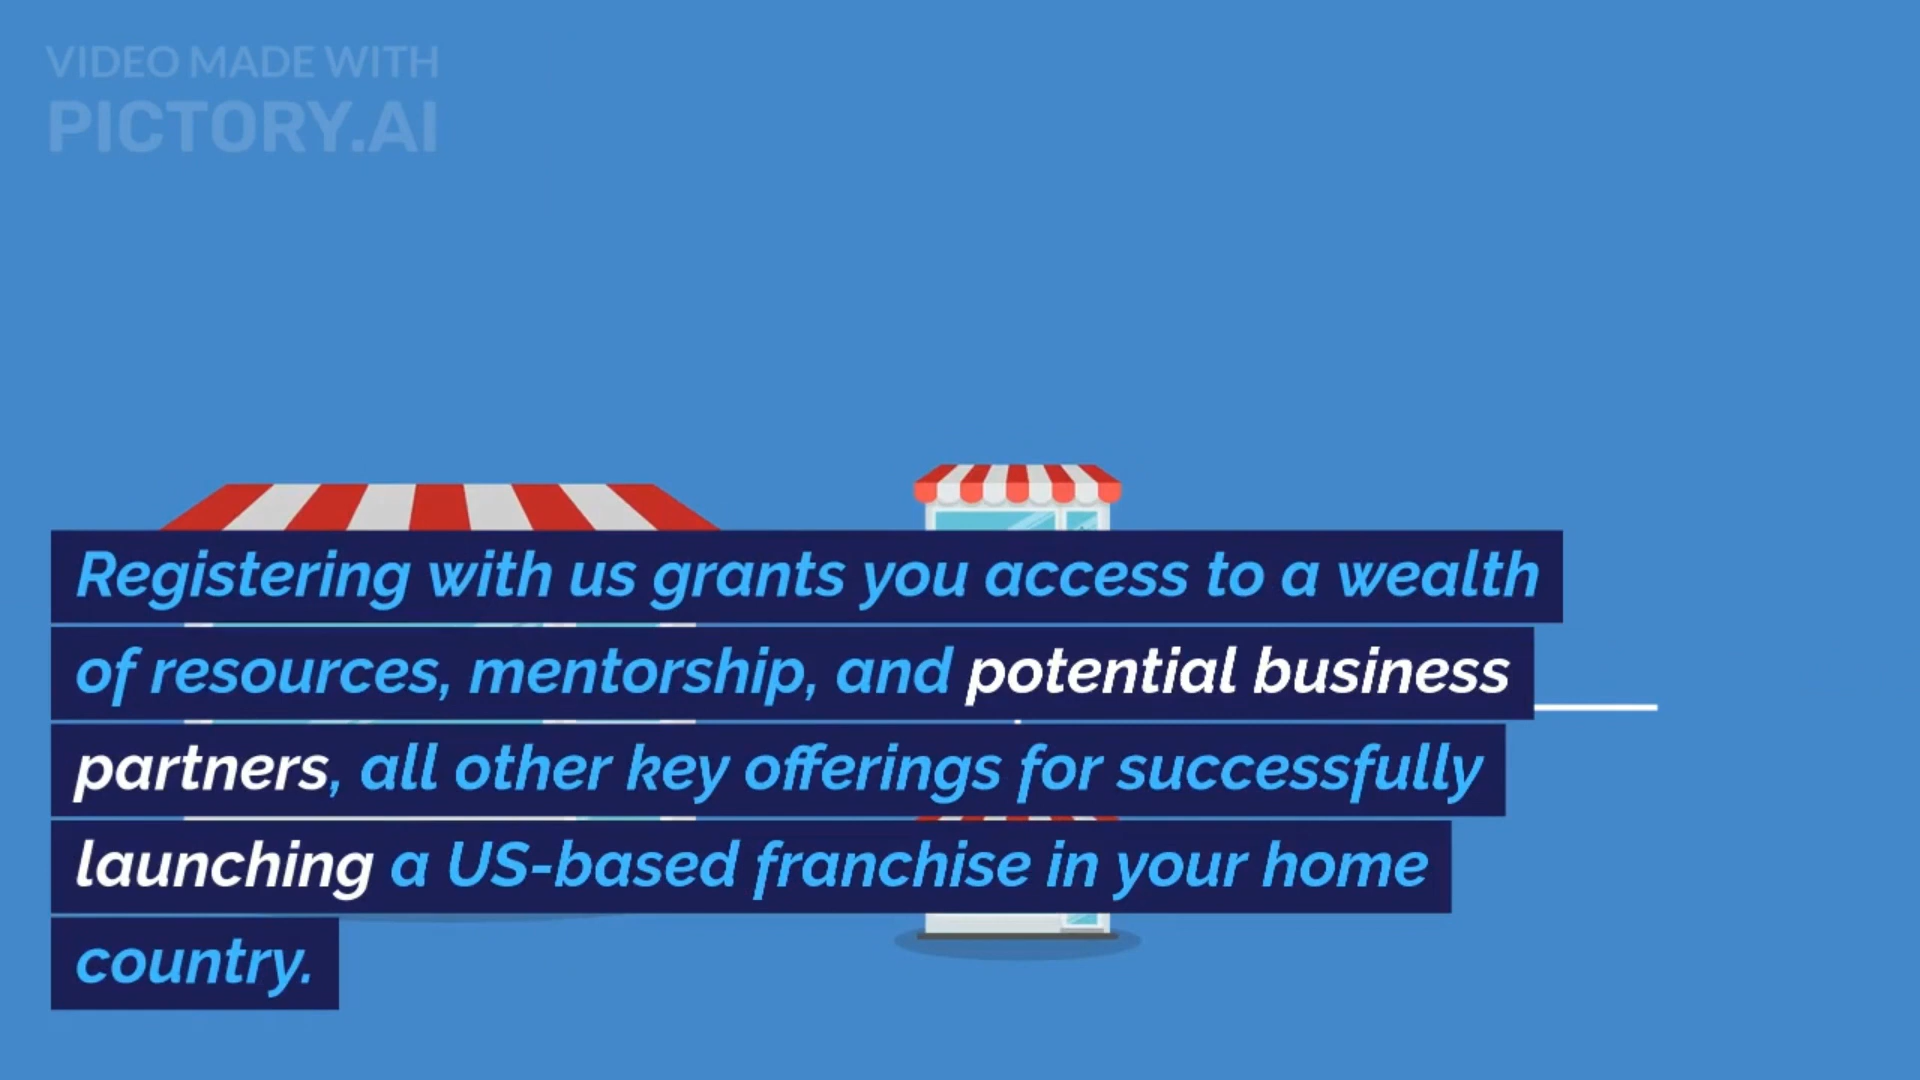 VIDEO MADE WITH
PICTORY.AI
Registering with us grants you access to a wealth
of resources, mentorship, and potential business
partners, all other key offerings for successfully
launching a US-based franchise in your home
country.